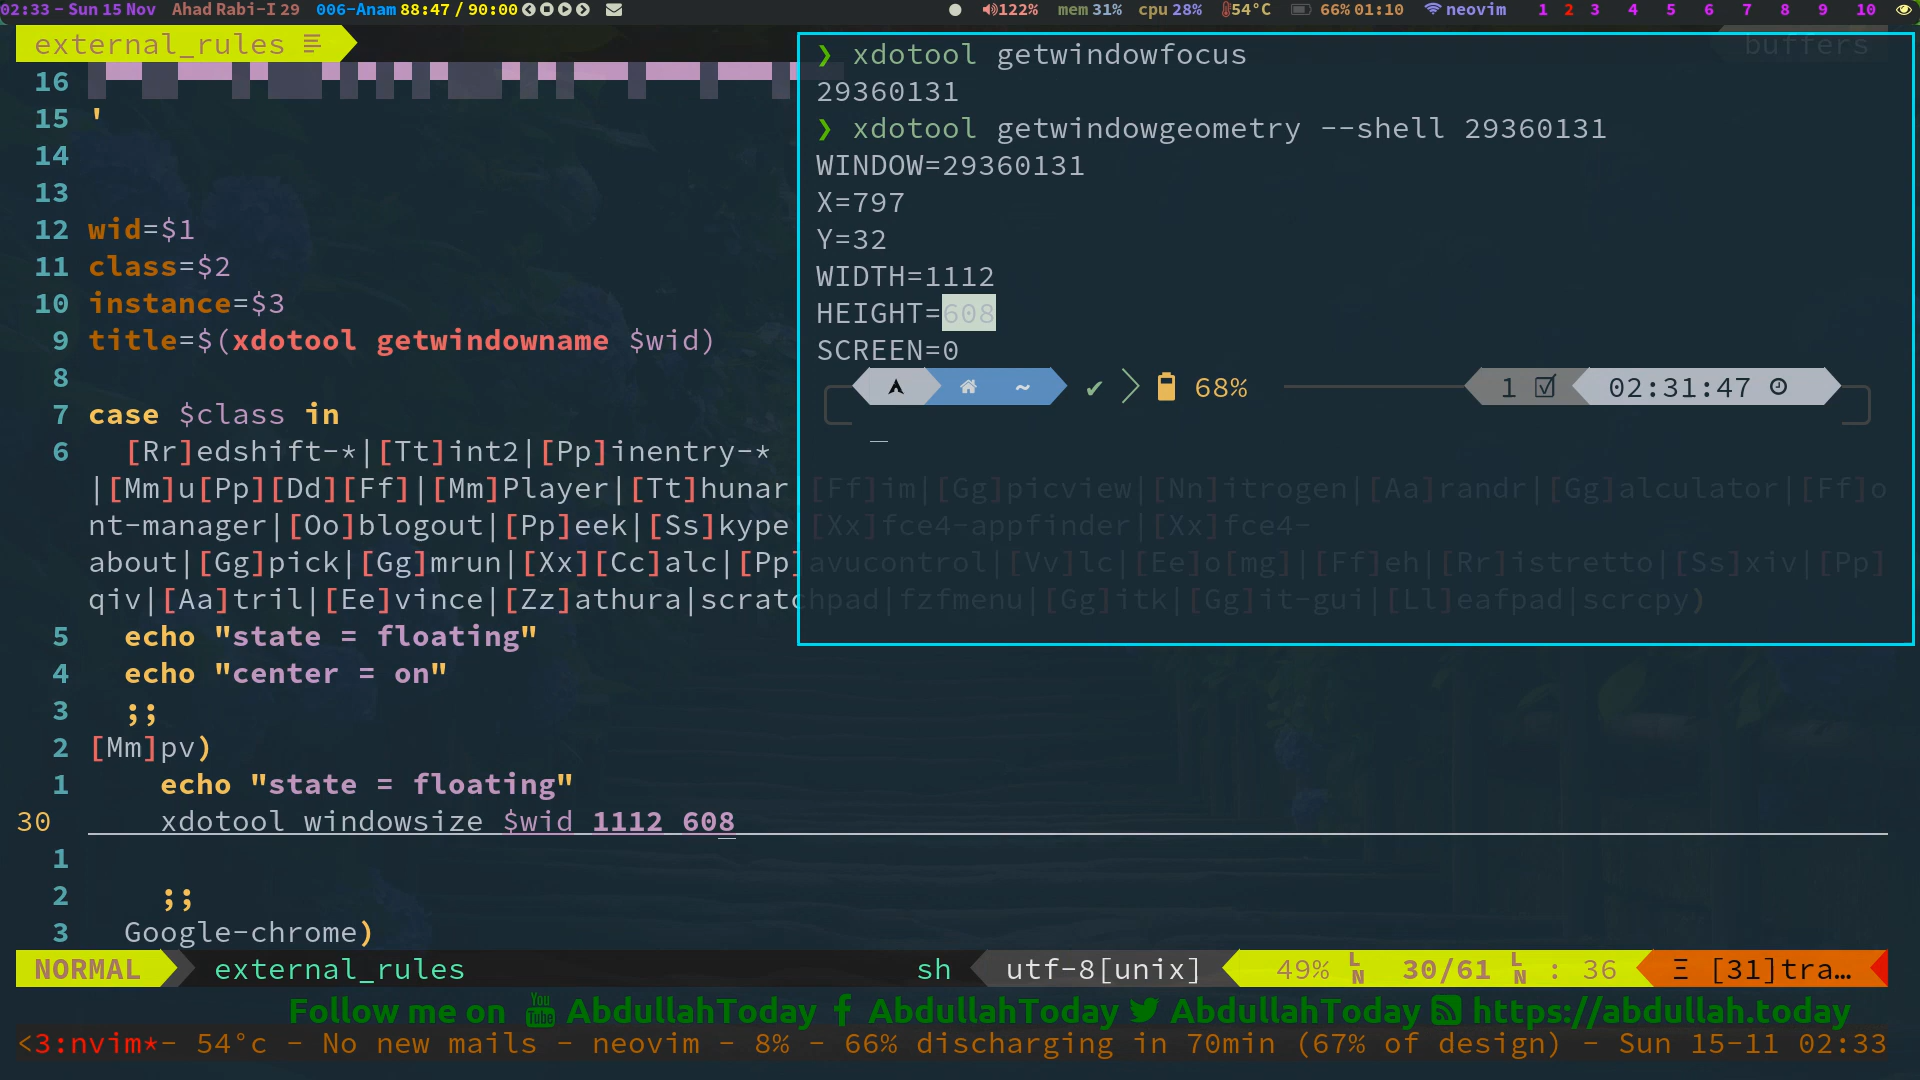 02:33 - Sun 15 Nov Ahad Rabi-I 29 006-Anam 88:47 / 90:00 122% mem 31% cpu 28% 54°C 66% 01:10 neovim 1 2 3 4 5 6 7 8 9 10
external_rules
buffers
16
15 '
14
13
12 wid=$1
11 class=$2
10 instance=$3
9 title=$(xdotool getwindowname $wid)
8
7 case $class in
6 [Rr]edshift-*|[Tt]int2|[Pp]inentry-*
|[Mm]u[Pp][Dd][Ff]|[Mm]Player|[Tt]hunar [Ff]im|[Gg]picview|[Nn]itrogen|[Aa]randr|[Gg]alculator|[Ff]o
nt-manager|[Oo]blogout|[Pp]eek|[Ss]kype [Xx]fce4-appfinder|[Xx]fce4-
about|[Gg]pick|[Gg]mrun|[Xx][Cc]alc|[Pp]avucontrol|[Vv]lc|[Ee]o[mg]|[Ff]eh|[Rr]istretto|[Ss]xiv|[Pp]
qiv|[Aa]tril|[Ee]vince|[Zz]athura|scratchpad|fzfmenu|[Gg]itk|[Gg]it-gui|[Ll]eafpad|scrcpy)
5 echo "state = floating"
4 echo "center = on"
3 ;;
2 [Mm]pv)
1 echo "state = floating"
30 xdotool windowsize $wid 1112 608
1
2 ;;
3 Google-chrome)
❯ xdotool getwindowfocus
29360131
❯ xdotool getwindowgeometry --shell 29360131
WINDOW=29360131
X=797
Y=32
WIDTH=1112
HEIGHT=608
SCREEN=0
~ ✔ 68% 1 02:31:47
NORMAL external_rules sh utf-8[unix] 49% LN 30/61 LN : 36 Ξ [31]tra…
Follow me on You Tube AbdullahToday AbdullahToday AbdullahToday https://abdullah.today
<3:nvim*- 54°c - No new mails - neovim - 8% - 66% discharging in 70min (67% of design) - Sun 15-11 02:33